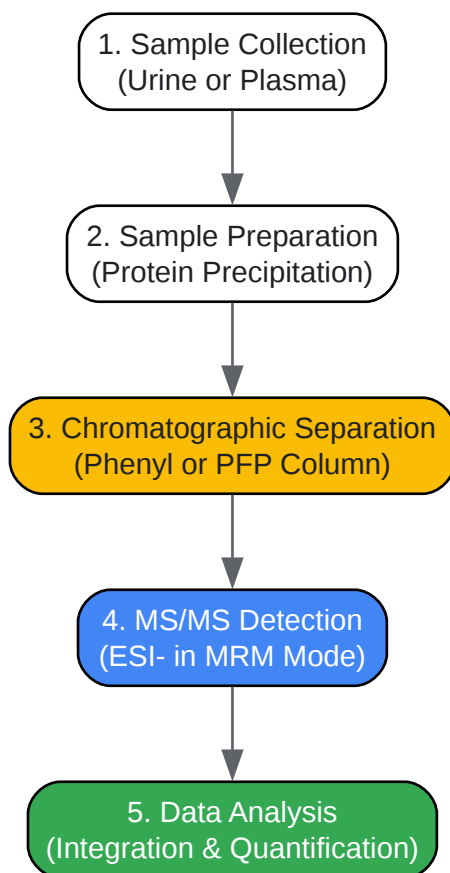 1. Sample Collection
(Urine or Plasma)
2. Sample Preparation
(Protein Precipitation)
3. Chromatographic Separation
(Phenyl or PFP Column)
4. MS/MS Detection
(ESI- in MRM Mode)
5. Data Analysis
(Integration & Quantification)